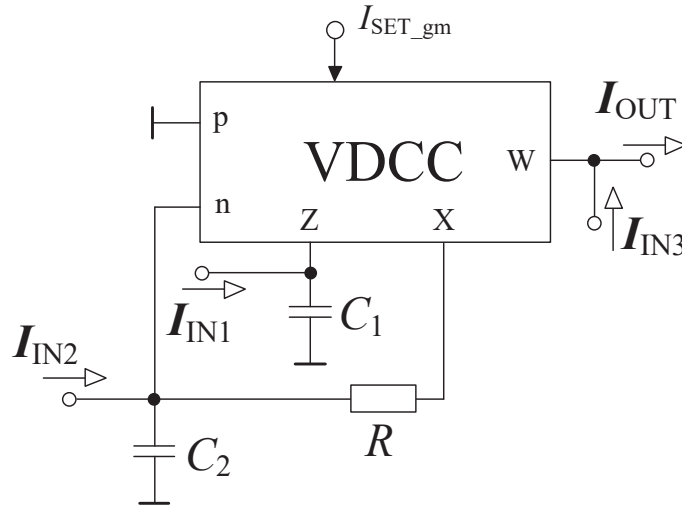 I_SET_gm
p
VDCC
W
I_OUT
n
Z
X
I_IN3
I_IN1
C_1
I_IN2
C_2
R